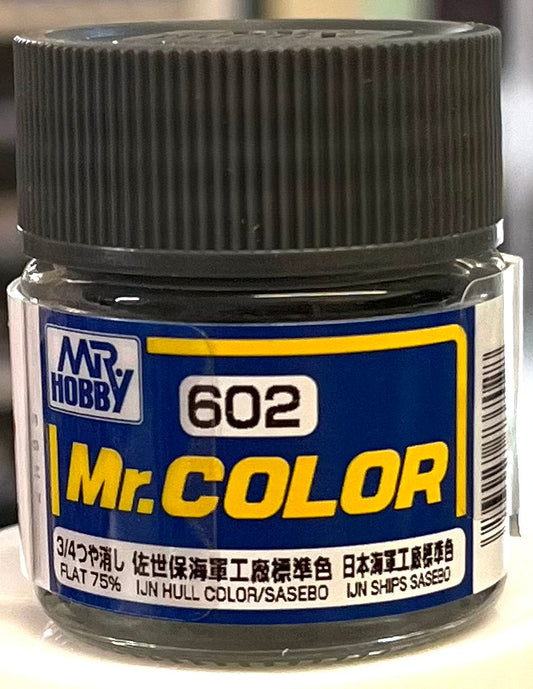 MR.
HOBBY
602
Mr.COLOR
3/4つや消し 佐世保海軍工廠標準色 日本海軍工廠標準色
FLAT 75% IJN HULL COLOR/SASEBO IJN SHIPS SASEBO